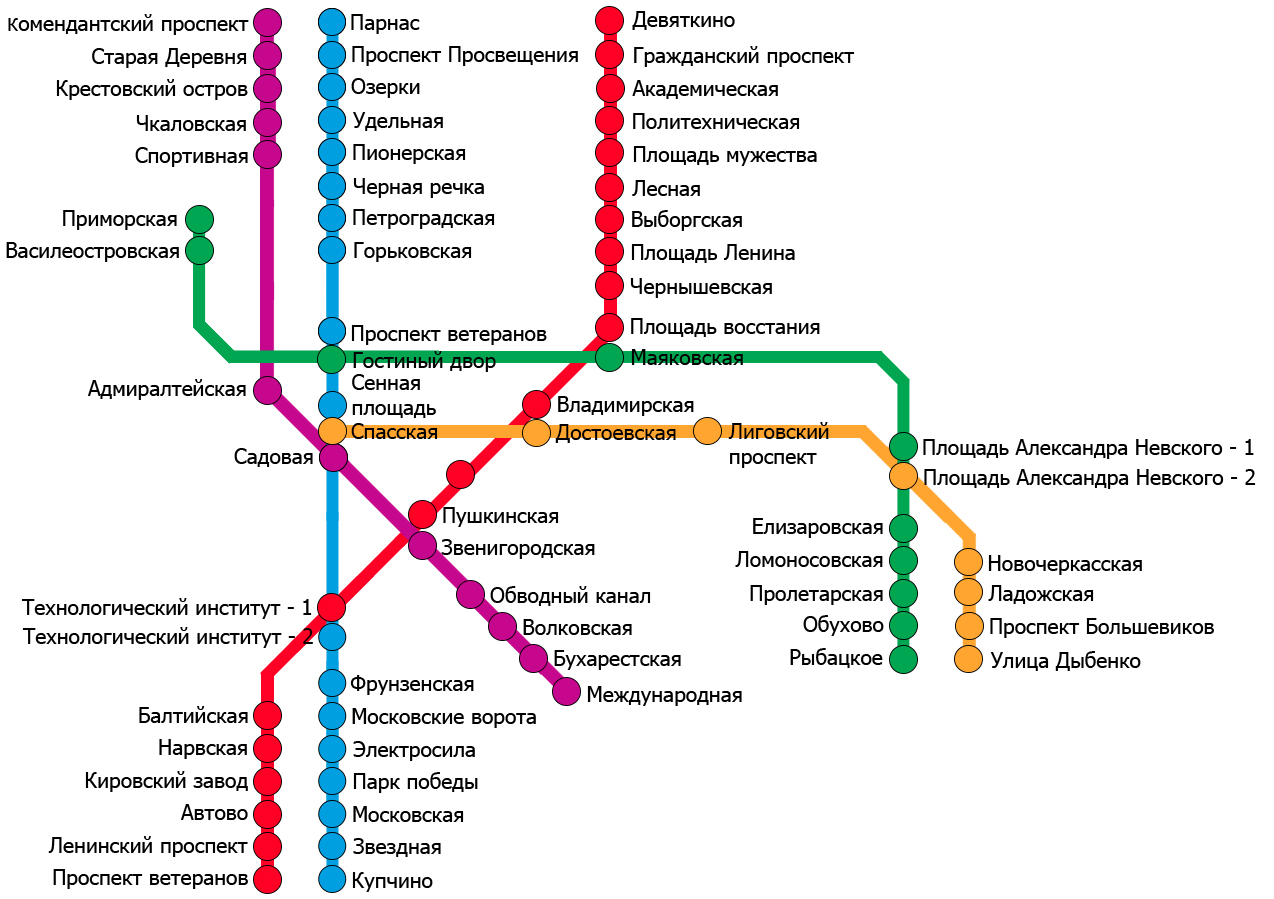 Комендантский проспект
Старая Деревня
Крестовский остров
Чкаловская
Спортивная
Приморская
Василеостровская
Адмиралтейская
Садовая
Технологический институт - 1
Технологический институт - 2
Балтийская
Нарвская
Кировский завод
Автово
Ленинский проспект
Проспект ветеранов
Парнас
Проспект Просвещения
Озерки
Удельная
Пионерская
Черная речка
Петроградская
Горьковская
Проспект ветеранов
Гостиный двор
Сенная
площадь
Спасская
Фрунзенская
Московские ворота
Электросила
Парк победы
Московская
Звездная
Купчино
Девяткино
Гражданский проспект
Академическая
Политехническая
Площадь мужества
Лесная
Выборгская
Площадь Ленина
Чернышевская
Площадь восстания
Маяковская
Владимирская
Достоевская
Лиговский
проспект
Пушкинская
Звенигородская
Обводный канал
Волковская
Бухарестская
Международная
Площадь Александра Невского - 1
Площадь Александра Невского - 2
Елизаровская
Ломоносовская
Пролетарская
Обухово
Рыбацкое
Новочеркасская
Ладожская
Проспект Большевиков
Улица Дыбенко